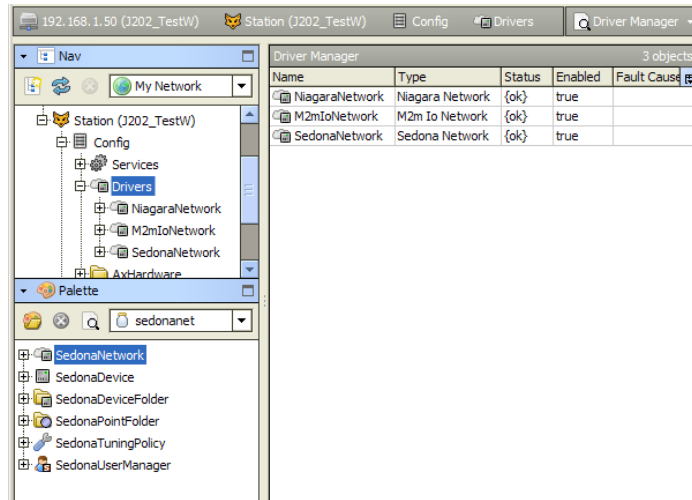 192.168.1.50 (J202_TestW) Station (J202_TestW) Config Drivers Driver Manager
Nav
My Network
Station (J202_TestW)
Config
Services
Drivers
NiagaraNetwork
M2mIoNetwork
SedonaNetwork
AxHardware
Palette
sedonanet
SedonaNetwork
SedonaDevice
SedonaDeviceFolder
SedonaPointFolder
SedonaTuningPolicy
SedonaUserManager
Driver Manager 3 objects
Name Type Status Enabled Fault Cause
NiagaraNetwork Niagara Network {ok} true
M2mIoNetwork M2m Io Network {ok} true
SedonaNetwork Sedona Network {ok} true